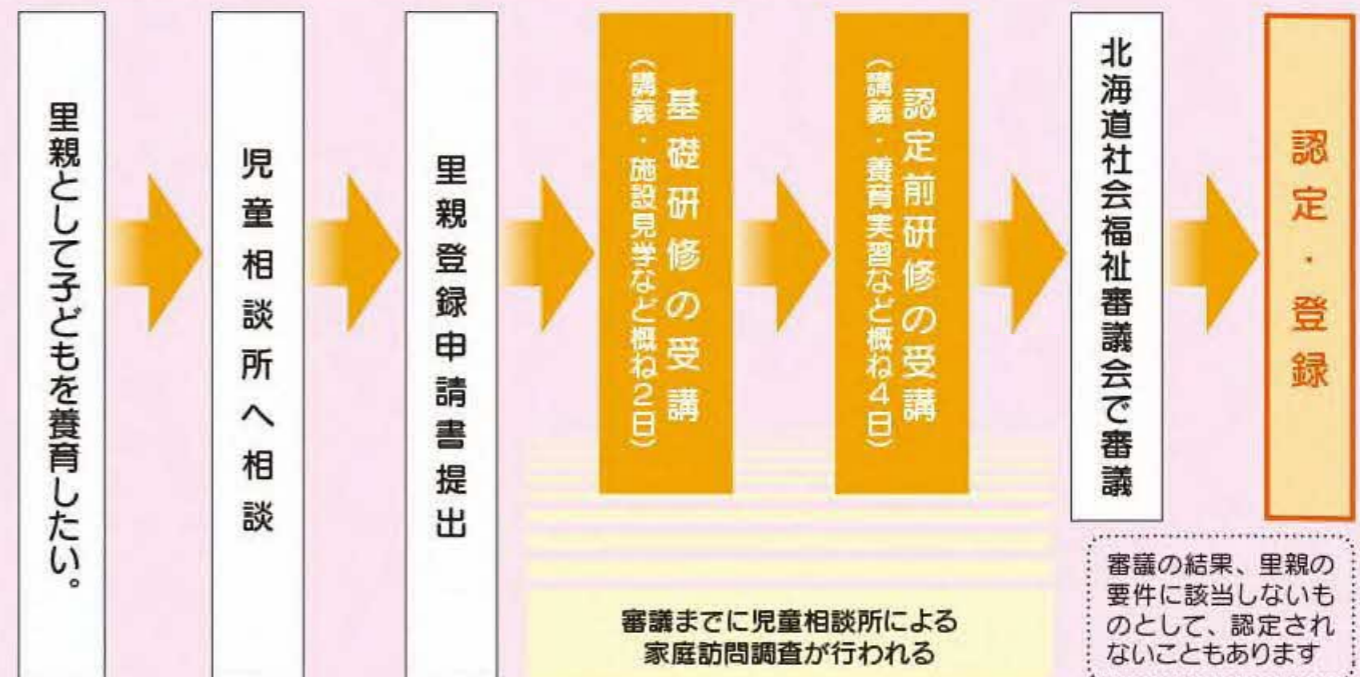 里親として子どもを養育したい。
児童相談所へ相談
里親登録申請書提出
基礎研修の受講
(講義・施設見学など概ね2日)
認定前研修の受講
(講義・養育実習など概ね4日)
審議までに児童相談所による
家庭訪問調査が行われる
北海道社会福祉審議会で審議
認定・登録
審議の結果、里親の
要件に該当しないも
のとして、認定され
ないこともあります